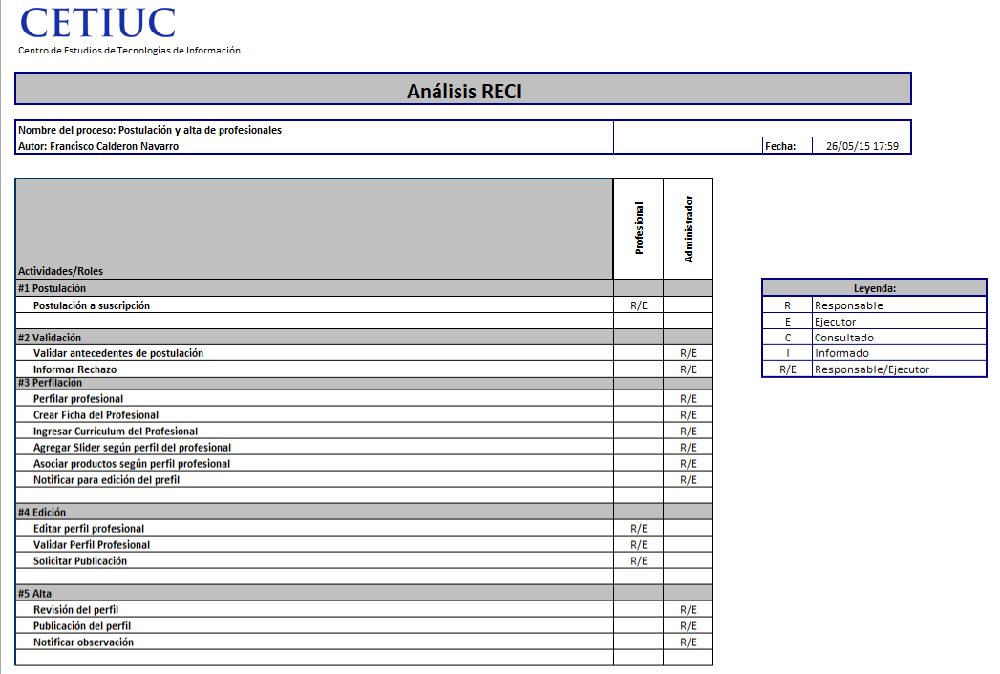 CETIUC
Centro de Estudios de Tecnologías de Información
Análisis RECI
Nombre del proceso: Postulación y alta de profesionales
Autor: Francisco Calderon Navarro Fecha: 26/05/15 17:59
Actividades/Roles Profesional Administrador
#1 Postulación
Postulación a suscripción R/E
#2 Validación
Validar antecedentes de postulación R/E
Informar Rechazo R/E
#3 Perfilación
Perfilar profesional R/E
Crear Ficha del Profesional R/E
Ingresar Currículum del Profesional R/E
Agregar Slider según perfil del profesional R/E
Asociar productos según perfil profesional R/E
Notificar para edición del prefil R/E
#4 Edición
Editar perfil profesional R/E
Validar Perfil Profesional R/E
Solicitar Publicación R/E
#5 Alta
Revisión del perfil R/E
Publicación del perfil R/E
Notificar observación R/E
Leyenda:
R Responsable
E Ejecutor
C Consultado
I Informado
R/E Responsable/Ejecutor